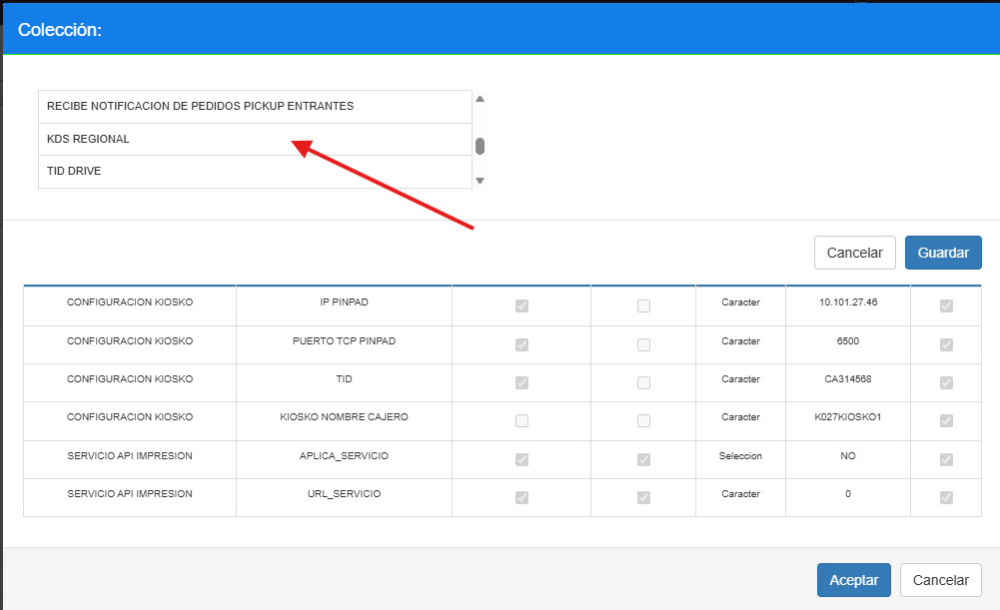 Colección:
RECIBE NOTIFICACION DE PEDIDOS PICKUP ENTRANTES
KDS REGIONAL
TID DRIVE
Cancelar Guardar
CONFIGURACION KIOSKO IP PINPAD Caracter 10.101.27.46
CONFIGURACION KIOSKO PUERTO TCP PINPAD Caracter 6500
CONFIGURACION KIOSKO TID Caracter CA314568
CONFIGURACION KIOSKO KIOSKO NOMBRE CAJERO Caracter K027KIOSKO1
SERVICIO API IMPRESION APLICA_SERVICIO Seleccion NO
SERVICIO API IMPRESION URL_SERVICIO Caracter 0
Aceptar Cancelar